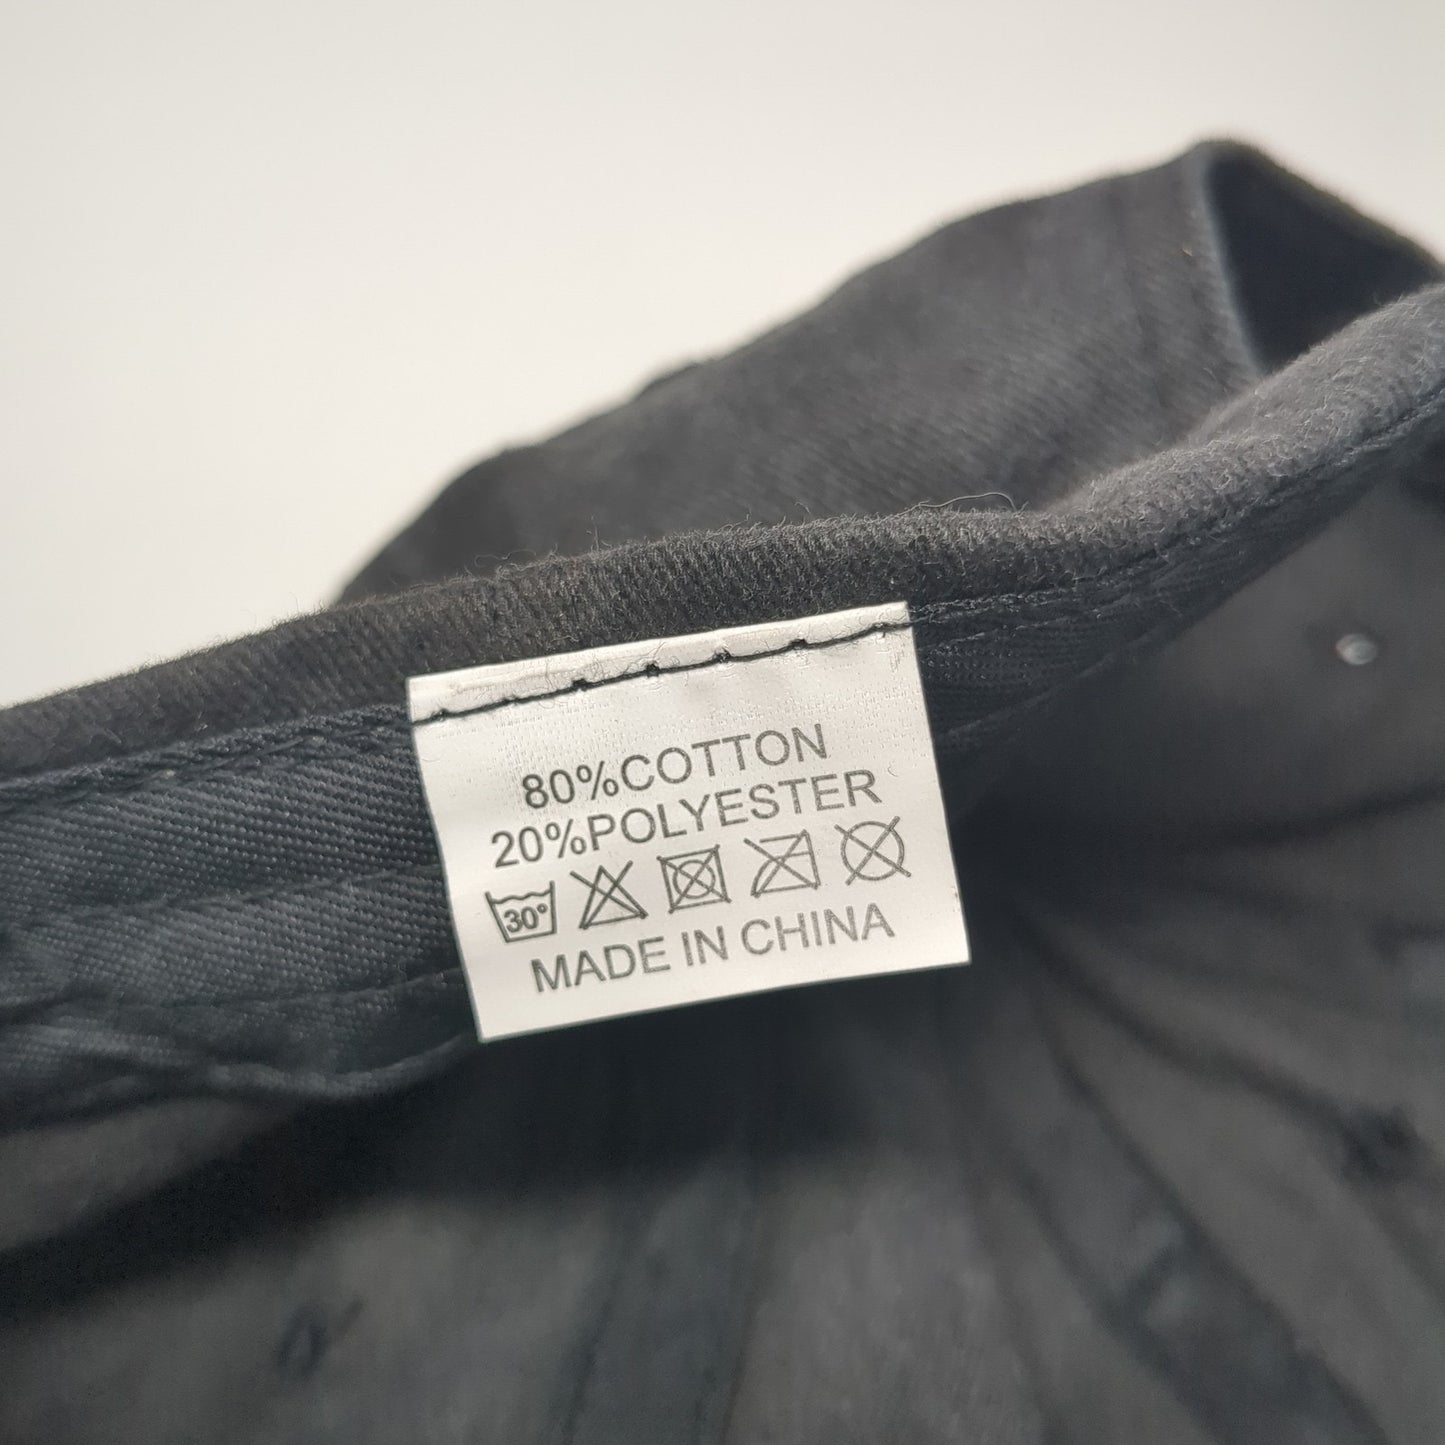 80%COTTON
20%POLYESTER
30°
MADE IN CHINA